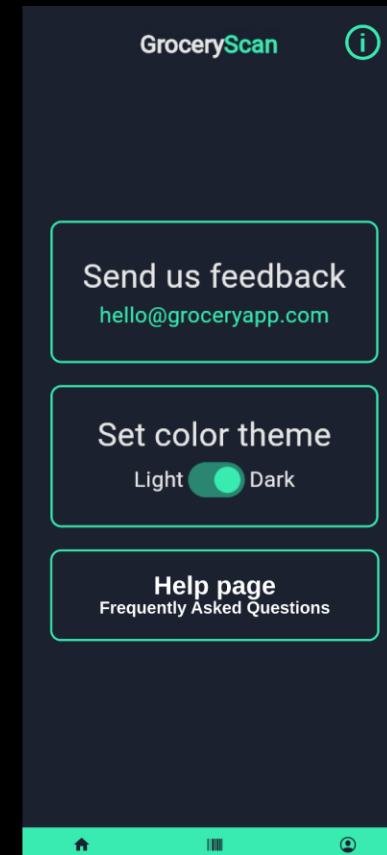 GroceryScan
Send us feedback
hello@groceryapp.com
Set color theme
Light Dark
Help page
Frequently Asked Questions